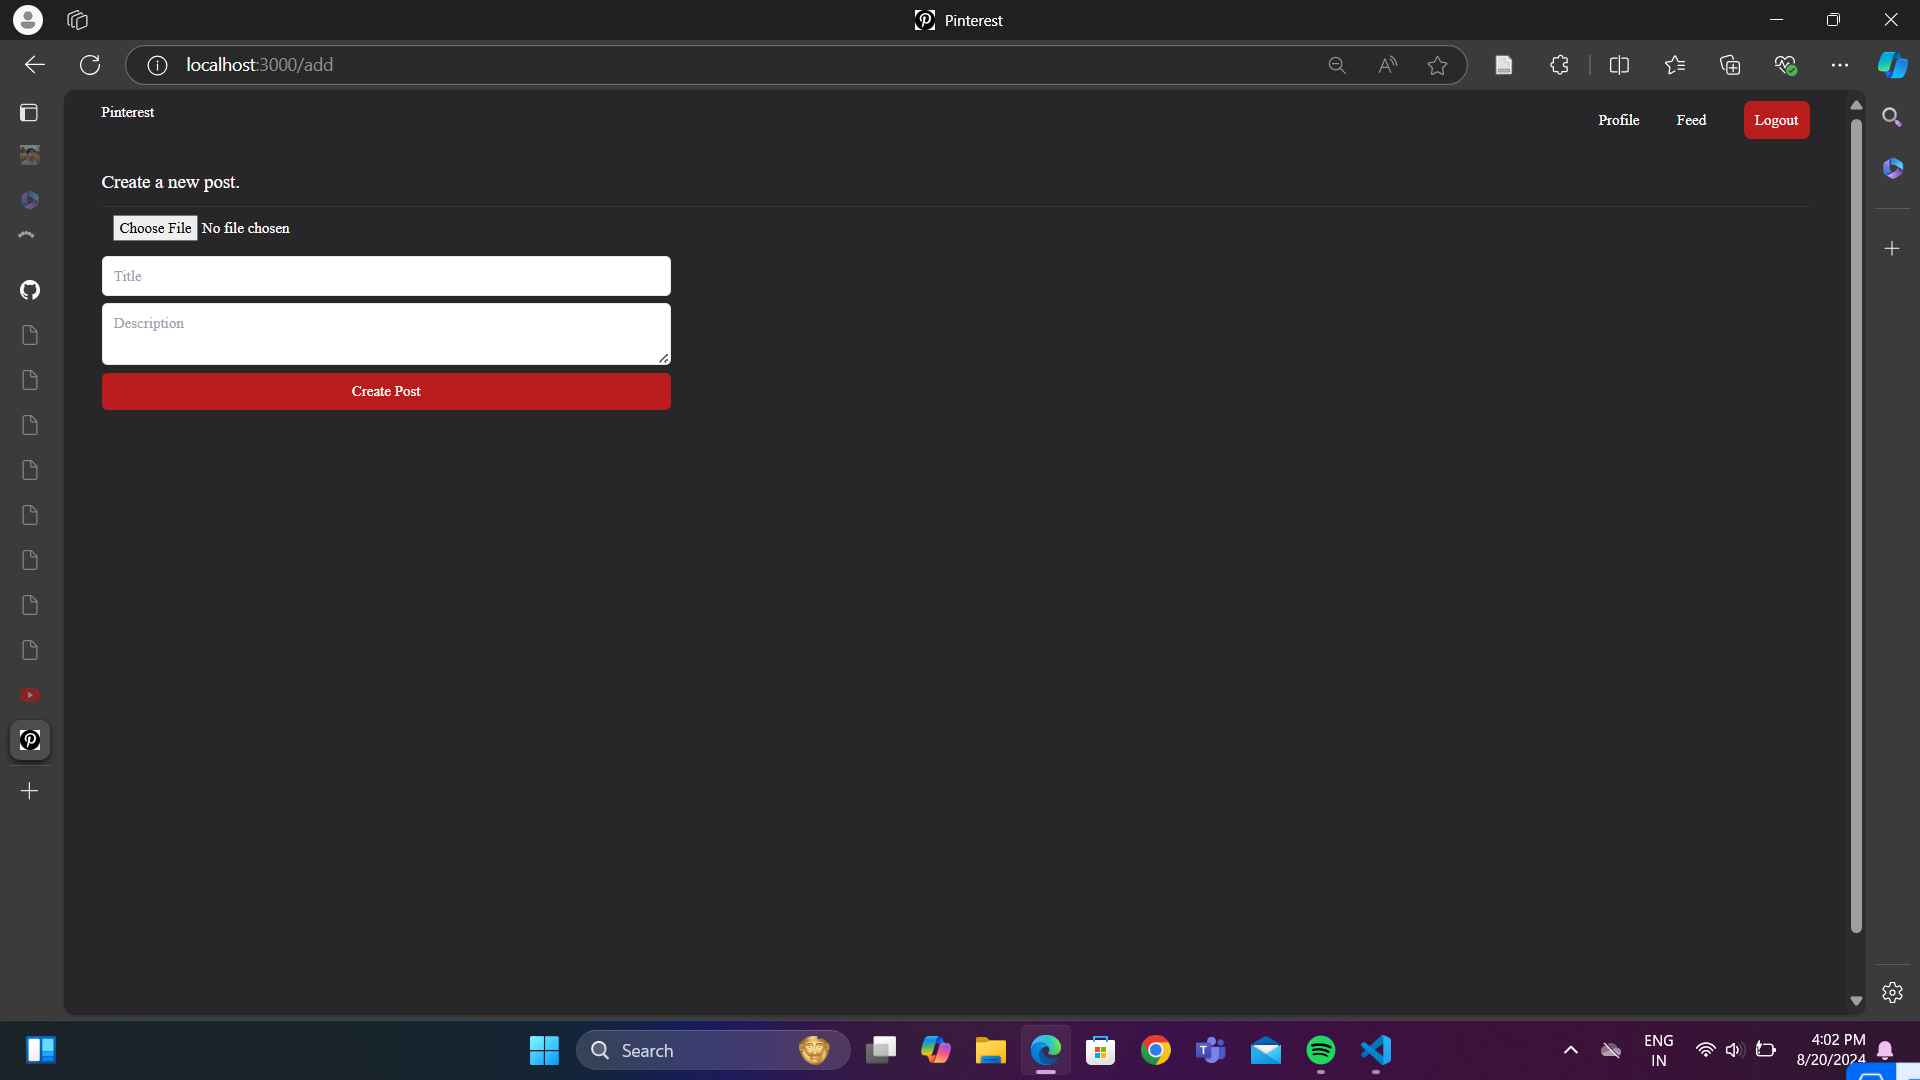 Pinterest
localhost:3000/add
Pinterest
Profile
Feed
Logout
Create a new post.
Choose File No file chosen
Title
Description
Create Post
Search
ENG
IN
4:02 PM
8/20/2024